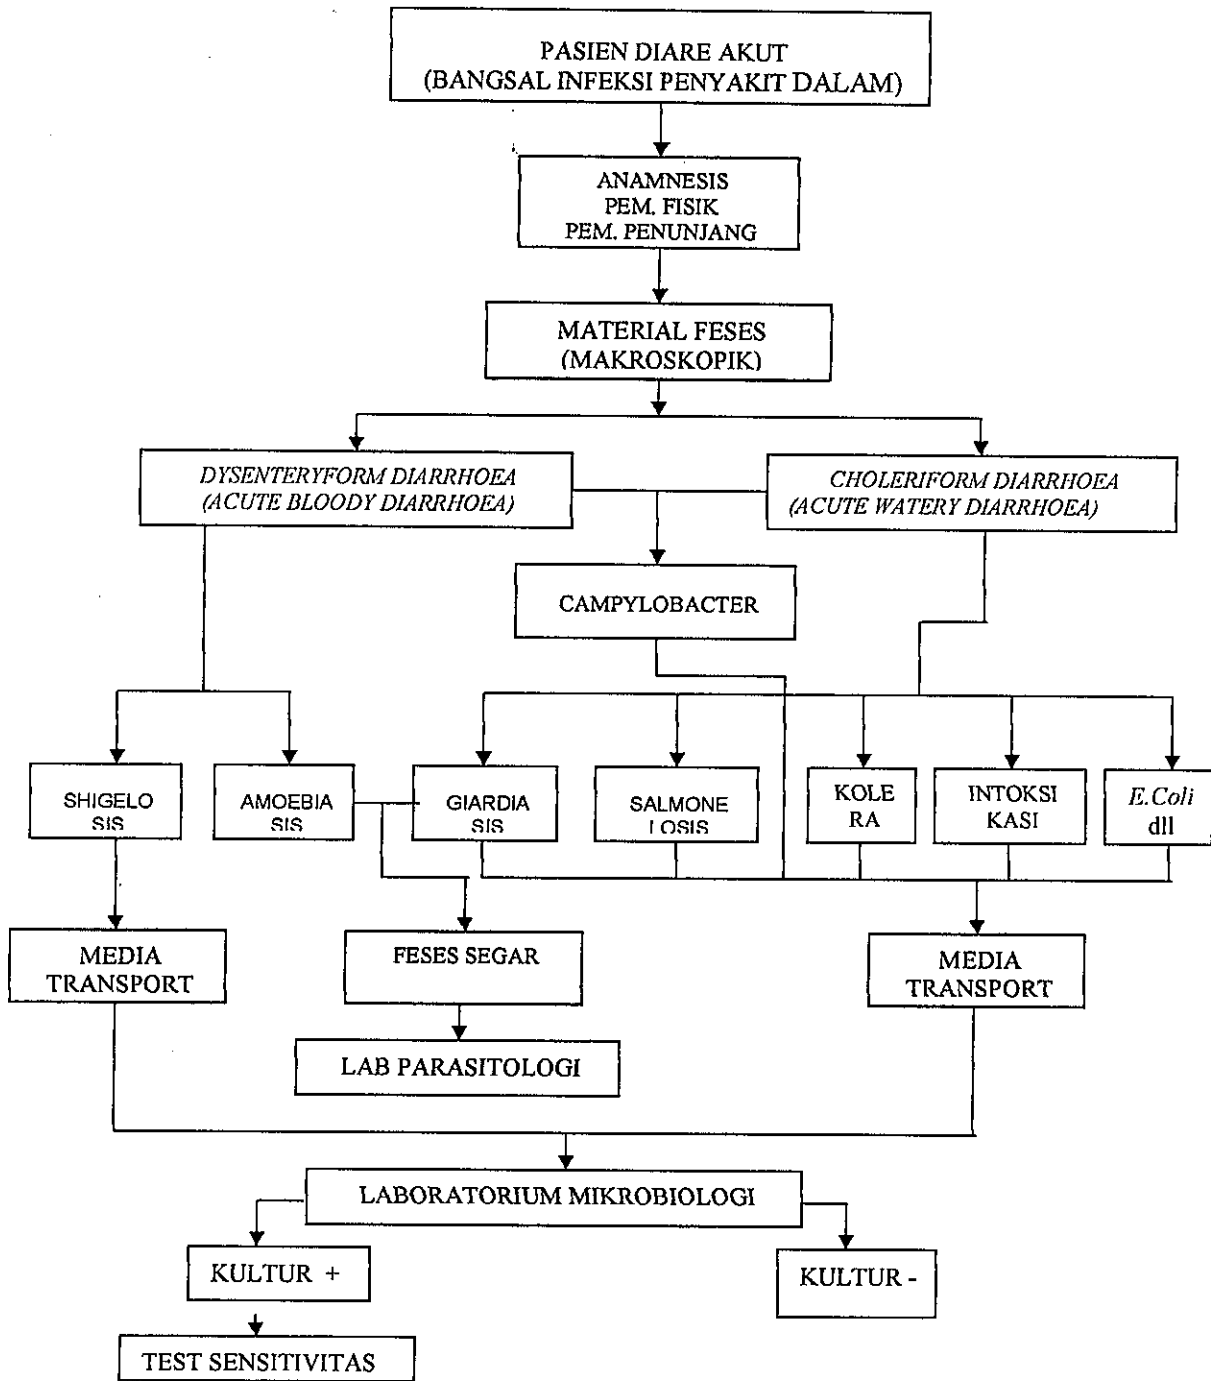 PASIEN DIARE AKUT
(BANGSAL INFEKSI PENYAKIT DALAM)
ANAMNESIS
PEM. FISIK
PEM. PENUNJANG
MATERIAL FESES
(MAKROSKOPIK)
DYSENTERYFORM DIARRHOEA
(ACUTE BLOODY DIARRHOEA)
CHOLERIFORM DIARRHOEA
(ACUTE WATERY DIARRHOEA)
CAMPYLOBACTER
SHIGELO
SIS
AMOEBIA
SIS
GIARDIA
SIS
SALMONE
LOSIS
KOLE
RA
INTOKSI
KASI
E.Coli
dll
MEDIA
TRANSPORT
FESES SEGAR
MEDIA
TRANSPORT
LAB PARASITOLOGI
LABORATORIUM MIKROBIOLOGI
KULTUR +
KULTUR -
TEST SENSITIVITAS